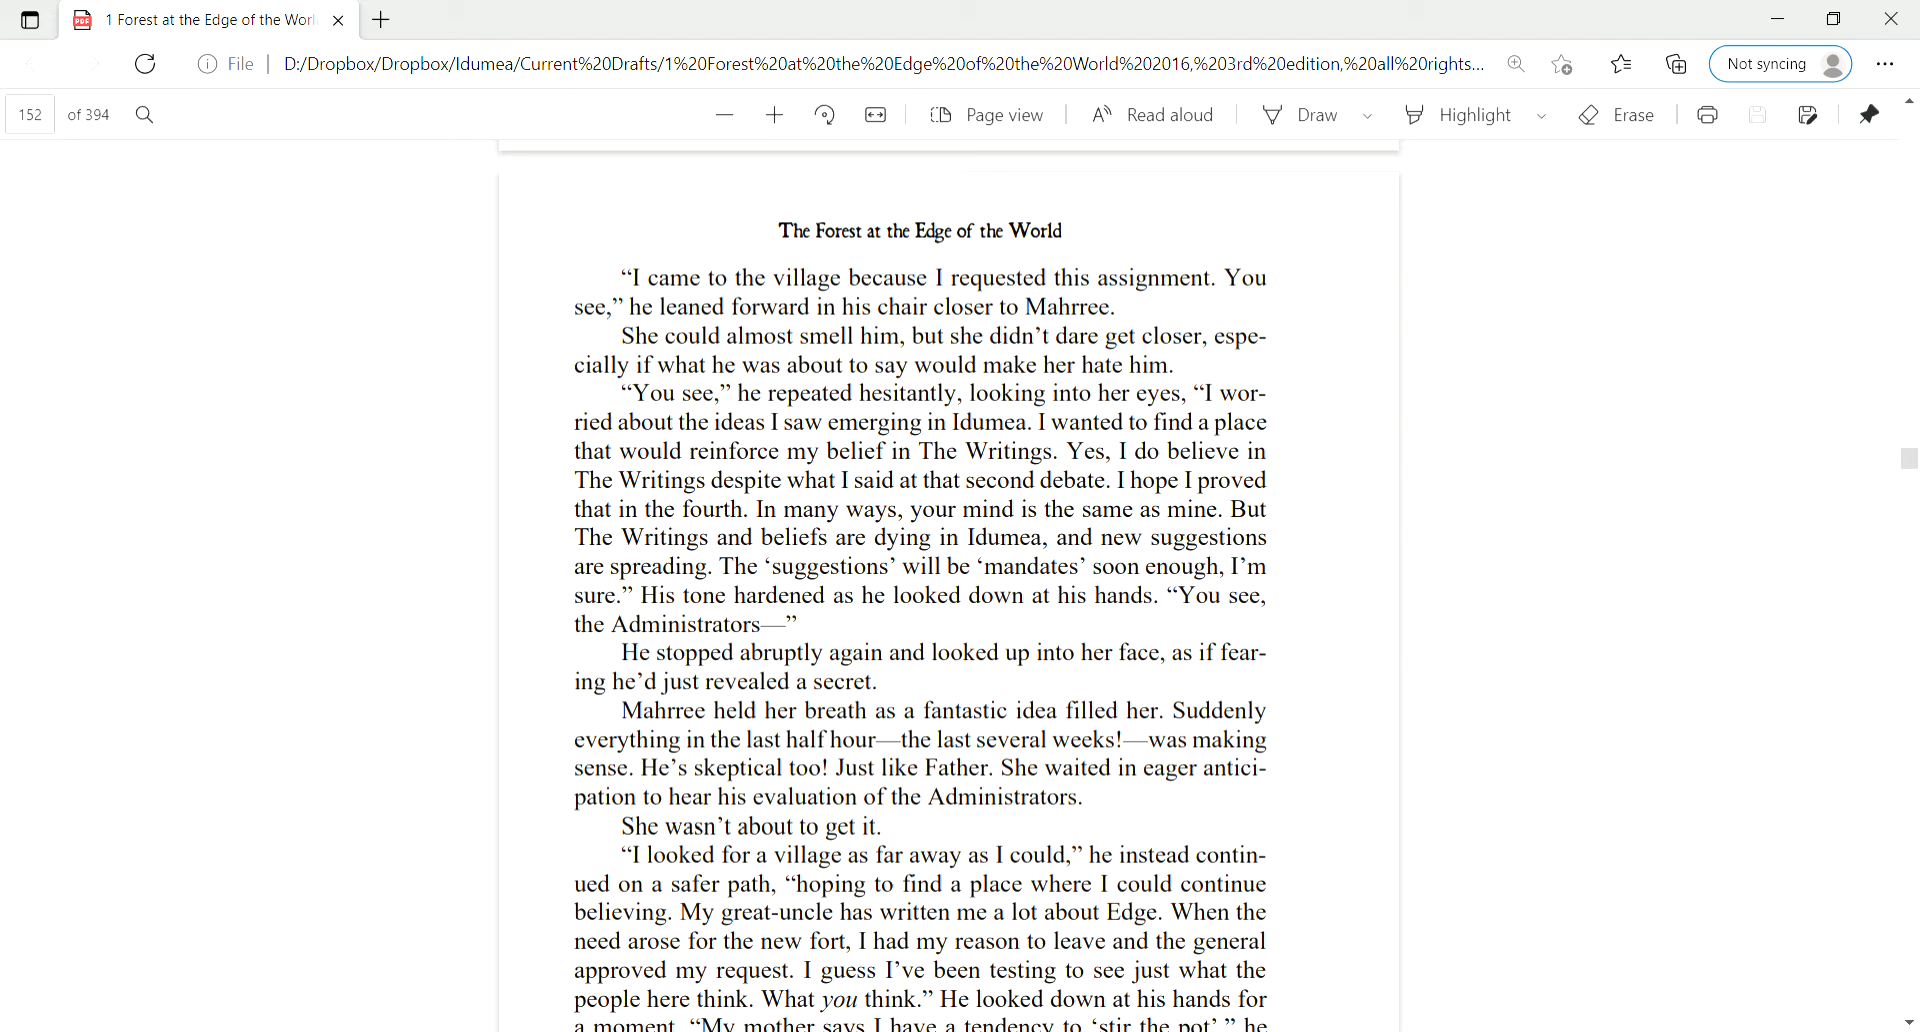 1 Forest at the Edge of the Worl
File
D:/Dropbox/Dropbox/Idumea/Current%20Drafts/1%20Forest%20at%20the%20Edge%20of%20the%20World%202016,%203rd%20edition,%20all%20rights...
Not syncing
152 of 394
Page view
Read aloud
Draw
Highlight
Erase
The Forest at the Edge of the World
“I came to the village because I requested this assignment. You
see,” he leaned forward in his chair closer to Mahrree.
She could almost smell him, but she didn’t dare get closer, espe-
cially if what he was about to say would make her hate him.
“You see,” he repeated hesitantly, looking into her eyes, “I wor-
ried about the ideas I saw emerging in Idumea. I wanted to find a place
that would reinforce my belief in The Writings. Yes, I do believe in
The Writings despite what I said at that second debate. I hope I proved
that in the fourth. In many ways, your mind is the same as mine. But
The Writings and beliefs are dying in Idumea, and new suggestions
are spreading. The ‘suggestions’ will be ‘mandates’ soon enough, I’m
sure.” His tone hardened as he looked down at his hands. “You see,
the Administrators—”
He stopped abruptly again and looked up into her face, as if fear-
ing he’d just revealed a secret.
Mahrree held her breath as a fantastic idea filled her. Suddenly
everything in the last half hour—the last several weeks!—was making
sense. He’s skeptical too! Just like Father. She waited in eager antici-
pation to hear his evaluation of the Administrators.
She wasn’t about to get it.
“I looked for a village as far away as I could,” he instead contin-
ued on a safer path, “hoping to find a place where I could continue
believing. My great-uncle has written me a lot about Edge. When the
need arose for the new fort, I had my reason to leave and the general
approved my request. I guess I’ve been testing to see just what the
people here think. What you think.” He looked down at his hands for
a moment. “My mother says I have a tendency to ‘stir the pot’,” he